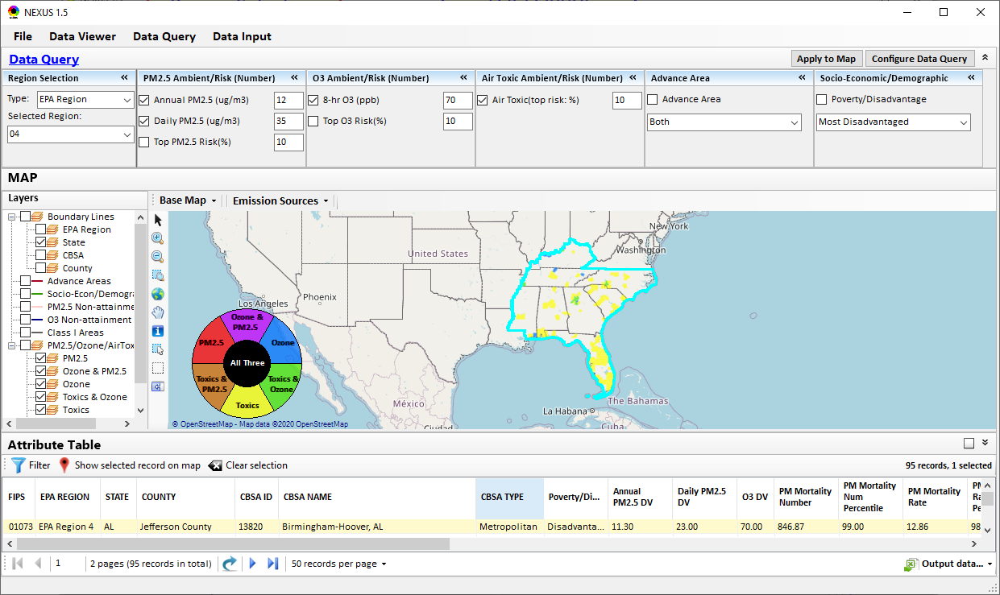 NEXUS 1.5
File Data Viewer Data Query Data Input
Data Query
Apply to Map Configure Data Query
Region Selection «
Type: EPA Region
Selected Region:
04
PM2.5 Ambient/Risk (Number) «
Annual PM2.5 (ug/m3) 12
Daily PM2.5 (ug/m3) 35
Top PM2.5 Risk(%) 10
O3 Ambient/Risk (Number) «
8-hr O3 (ppb) 70
Top O3 Risk(%) 10
Air Toxic Ambient/Risk (Number) «
Air Toxic(top risk: %) 10
Advance Area «
Advance Area
Both
Socio-Economic/Demographic «
Poverty/Disadvantage
Most Disadvantaged
MAP
Layers
Boundary Lines
EPA Region
State
CBSA
County
Advance Areas
Socio-Econ/Demogra
PM2.5 Non-attainme
O3 Non-attainment
Class I Areas
PM2.5/Ozone/AirTox
PM2.5
Ozone & PM2.5
Ozone
Toxics & Ozone
Toxics
Base Map Emission Sources
New York
Washington
United States
Phoenix
Los Angeles
México
Ciudad
La Habana
The Bahamas
Cuba
Ozone &
PM2.5
PM2.5
Ozone
All Three
Toxics &
PM2.5
Toxics &
Ozone
Toxics
© OpenStreetMap - Map data ©2020 OpenStreetMap
Attribute Table
Filter Show selected record on map Clear selection 95 records, 1 selected
FIPS EPA REGION STATE COUNTY CBSA ID CBSA NAME CBSA TYPE Poverty/Di... Annual PM2.5 DV Daily PM2.5 DV O3 DV PM Mortality Number PM Mortality Num Percentile PM Mortality Rate
01073 EPA Region 4 AL Jefferson County 13820 Birmingham-Hoover, AL Metropolitan Disadvanta... 11.30 23.00 70.00 846.87 99.00 12.86 98
1 2 pages (95 records in total) 50 records per page Output data...